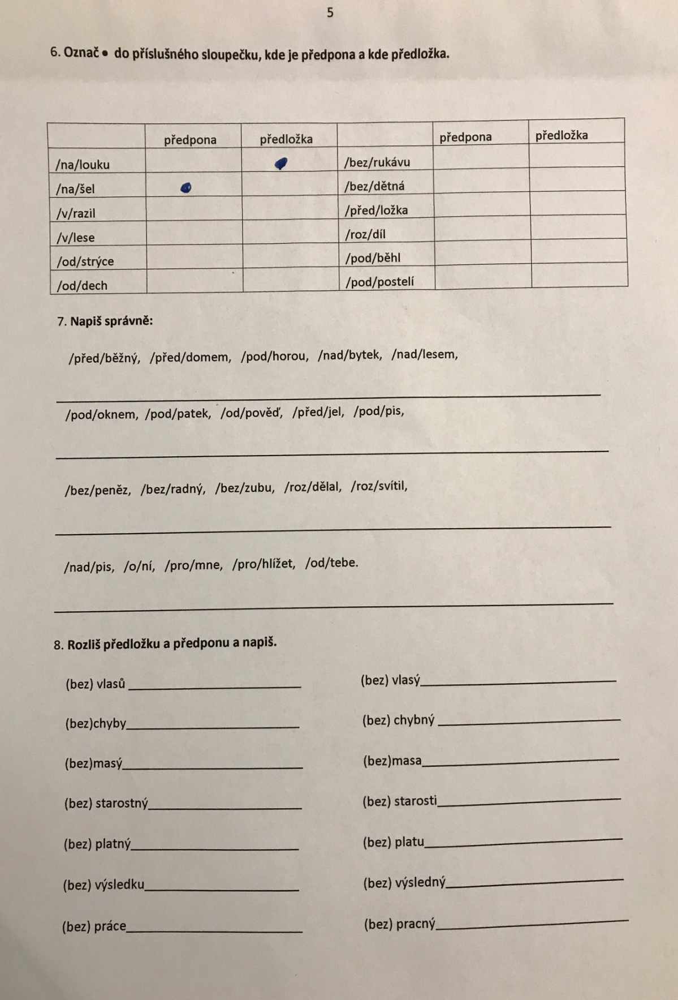 5
6. Označ • do příslušného sloupečku, kde je předpona a kde předložka.
předpona předložka předpona předložka
/na/louku /bez/rukávu
/na/šel /bez/dětná
/v/razil /před/ložka
/v/lese /roz/díl
/od/strýce /pod/běhl
/od/dech /pod/postelí
7. Napiš správně:
/před/běžný, /před/domem, /pod/horou, /nad/bytek, /nad/lesem,
/pod/oknem, /pod/patek, /od/pověď, /před/jel, /pod/pis,
/bez/peněz, /bez/radný, /bez/zubu, /roz/dělal, /roz/svítil,
/nad/pis, /o/ní, /pro/mne, /pro/hlížet, /od/tebe.
8. Rozliš předložku a předponu a napiš.
(bez) vlasů (bez) vlasý
(bez)chyby (bez) chybný
(bez)masý (bez)masa
(bez) starostný (bez) starosti
(bez) platný (bez) platu
(bez) výsledku (bez) výsledný
(bez) práce (bez) pracný